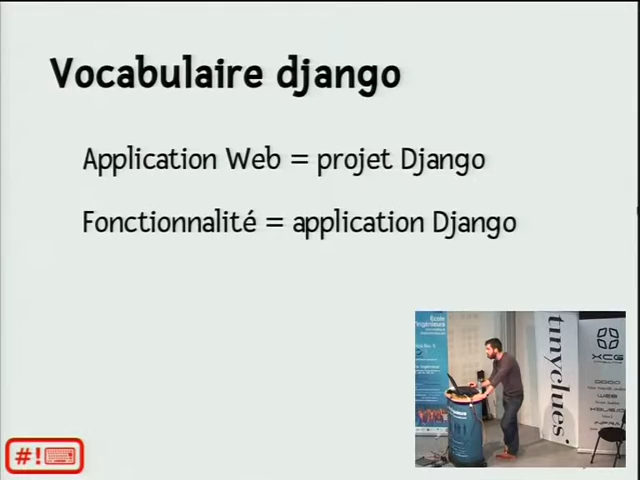 Vocabulaire django
Application Web = projet Django
Fonctionnalité = application Django
tinyclues
XCG
#!